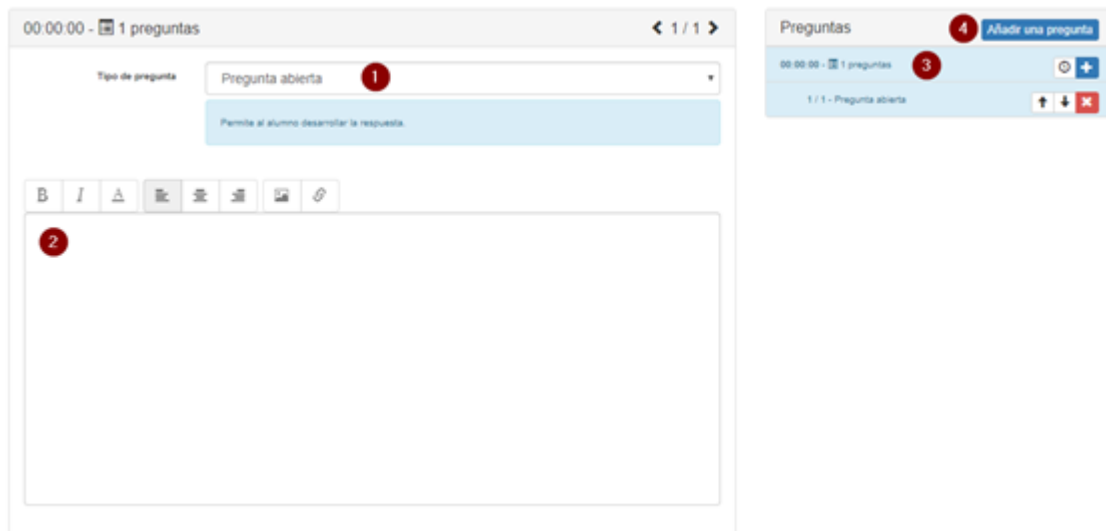 00:00:00 - 1 preguntas
1 / 1
Tipo de pregunta
Pregunta abierta
1
Permite al alumno desarrollar la respuesta.
B I A
2
Preguntas
4
Añadir una pregunta
00:00:00 - 1 preguntas
3
1 / 1 - Pregunta abierta